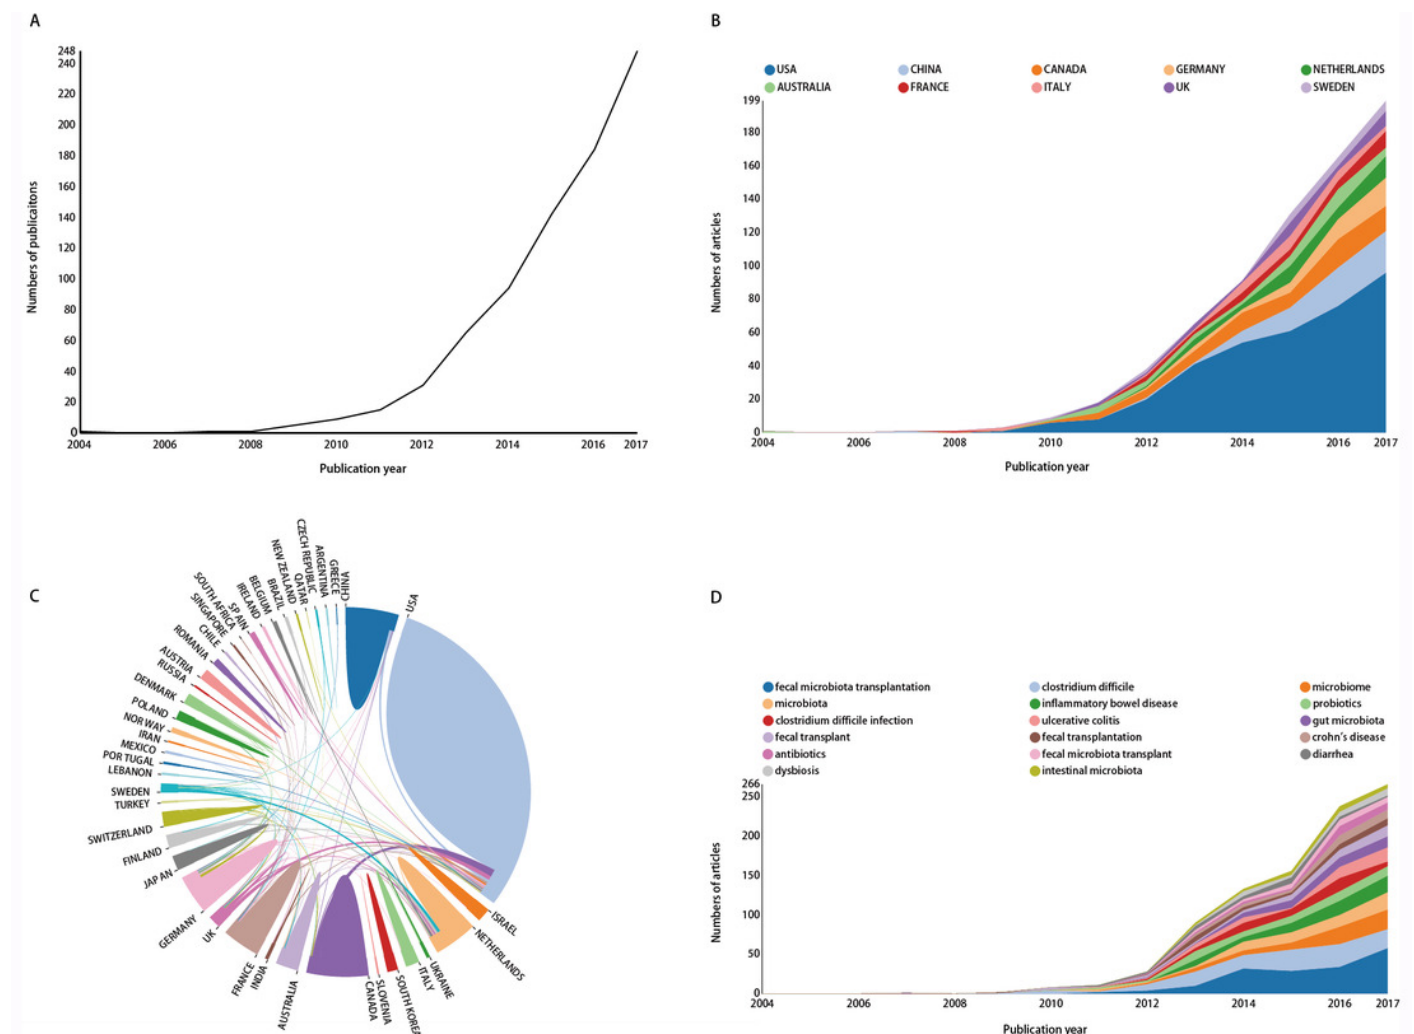 A
248
240
220
200
180
160
140
120
100
80
60
40
20
0
Numbers of publicaitons
2004 2006 2008 2010 2012 2014 2016 2017
Publication year
B
USA CHINA CANADA GERMANY NETHERLANDS
AUSTRALIA FRANCE ITALY UK SWEDEN
199
180
160
140
120
100
80
60
40
20
0
Numbers of articles
2004 2006 2008 2010 2012 2014 2016 2017
Publication year
C
CHINA
USA
ISRAEL
NETHERLANDS
UKRAINE
ITALY
SOUTH KOREA
SLOVENIA
CANADA
AUSTRALIA
INDIA
FRANCE
UK
GERMANY
JAPAN
FINLAND
SWITZERLAND
TURKEY
SWEDEN
LEBANON
PORTUGAL
MEXICO
IRAN
NORWAY
POLAND
DENMARK
RUSSIA
AUSTRIA
ROMANIA
CHILE
SINGAPORE
SOUTH AFRICA
SPAIN
IRELAND
BELGIUM
BRAZIL
NEW ZEALAND
QATAR
CZECH REPUBLIC
ARGENTINA
GREECE
D
fecal microbiota transplantation clostridium difficile microbiome
microbiota inflammatory bowel disease probiotics
clostridium difficile infection ulcerative colitis gut microbiota
fecal transplant fecal transplantation crohn's disease
antibiotics fecal microbiota transplant diarrhea
dysbiosis intestinal microbiota
266
250
200
150
100
50
0
Numbers of articles
2004 2006 2008 2010 2012 2014 2016 2017
Publication year